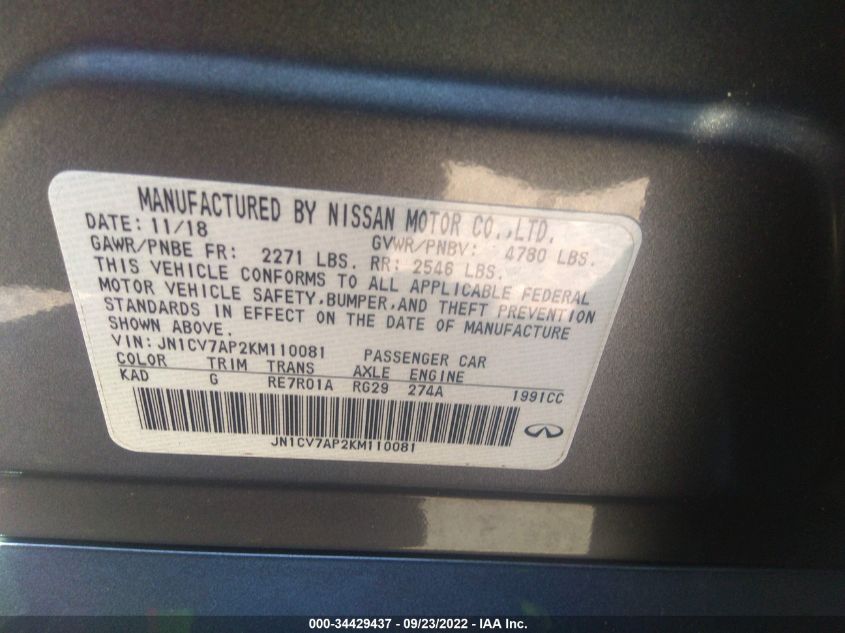 MANUFACTURED BY NISSAN MOTOR CO.,LTD.
DATE: 11/18 GVWR/PNBV: 4780 LBS.
GAWR/PNBE FR: 2271 LBS. RR: 2546 LBS.
THIS VEHICLE CONFORMS TO ALL APPLICABLE FEDERAL
MOTOR VEHICLE SAFETY,BUMPER,AND THEFT PREVENTION
STANDARDS IN EFFECT ON THE DATE OF MANUFACTURE
SHOWN ABOVE.
VIN: JN1CV7AP2KM110081 PASSENGER CAR
COLOR TRIM TRANS AXLE ENGINE
KAD G RE7R01A RG29 274A 1991CC
JN1CV7AP2KM110081
000-34429437 - 09/23/2022 - IAA Inc.